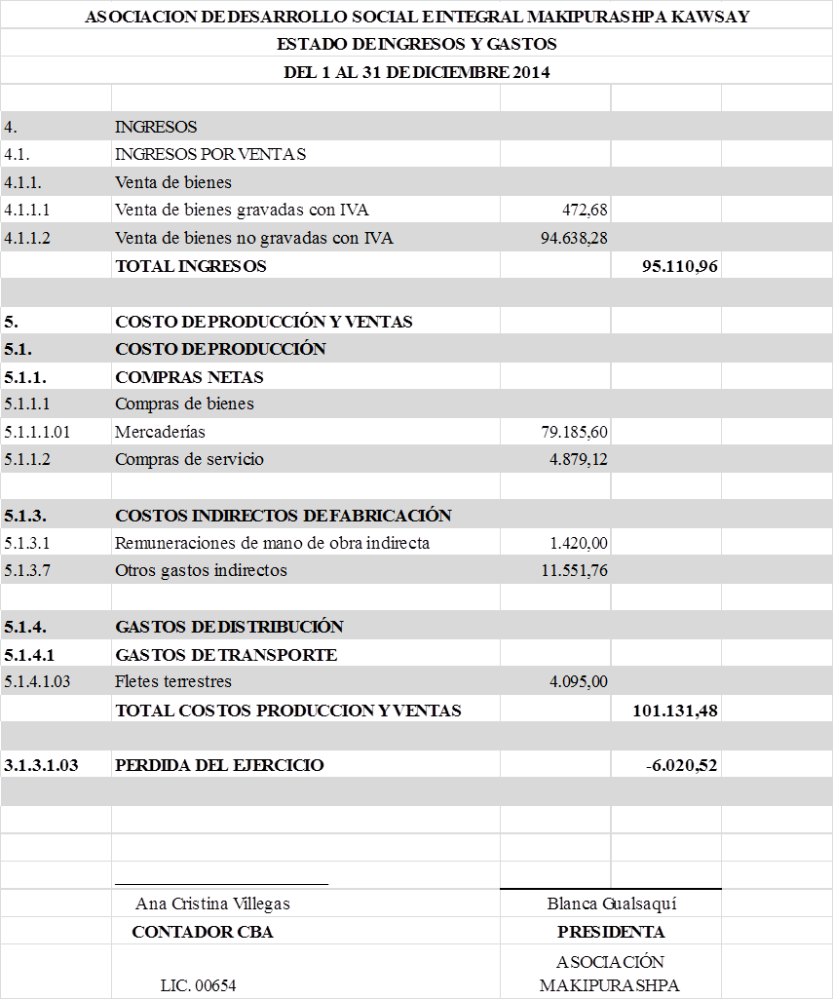 ASOCIACION DE DESARROLLO SOCIAL E INTEGRAL MAKIPURASHPA KAWSAY
ESTADO DE INGRESOS Y GASTOS
DEL 1 AL 31 DE DICIEMBRE 2014
4. INGRESOS
4.1. INGRESOS POR VENTAS
4.1.1. Venta de bienes
4.1.1.1 Venta de bienes gravadas con IVA 472,68
4.1.1.2 Venta de bienes no gravadas con IVA 94.638,28
TOTAL INGRESOS 95.110,96
5. COSTO DE PRODUCCIÓN Y VENTAS
5.1. COSTO DE PRODUCCIÓN
5.1.1. COMPRAS NETAS
5.1.1.1 Compras de bienes
5.1.1.1.01 Mercaderías 79.185,60
5.1.1.2 Compras de servicio 4.879,12
5.1.3. COSTOS INDIRECTOS DE FABRICACIÓN
5.1.3.1 Remuneraciones de mano de obra indirecta 1.420,00
5.1.3.7 Otros gastos indirectos 11.551,76
5.1.4. GASTOS DE DISTRIBUCIÓN
5.1.4.1 GASTOS DE TRANSPORTE
5.1.4.1.03 Fletes terrestres 4.095,00
TOTAL COSTOS PRODUCCION Y VENTAS 101.131,48
3.1.3.1.03 PERDIDA DEL EJERCICIO -6.020,52
Ana Cristina Villegas Blanca Gualsaquí
CONTADOR CBA PRESIDENTA
ASOCIACIÓN
LIC. 00654 MAKIPURASHPA